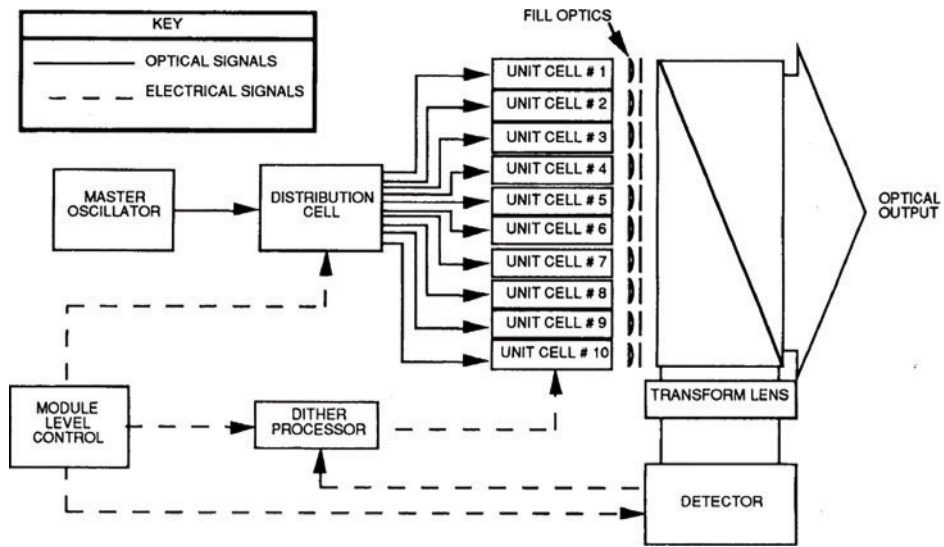 FILL OPTICS
KEY
OPTICAL SIGNALS
ELECTRICAL SIGNALS
UNIT CELL # 1
UNIT CELL # 2
UNIT CELL # 3
UNIT CELL # 4
UNIT CELL # 5
UNIT CELL # 6
UNIT CELL # 7
UNIT CELL # 8
UNIT CELL # 9
UNIT CELL # 10
MASTER
OSCILLATOR
DISTRIBUTION
CELL
OPTICAL
OUTPUT
MODULE
LEVEL
CONTROL
DITHER
PROCESSOR
TRANSFORM LENS
DETECTOR